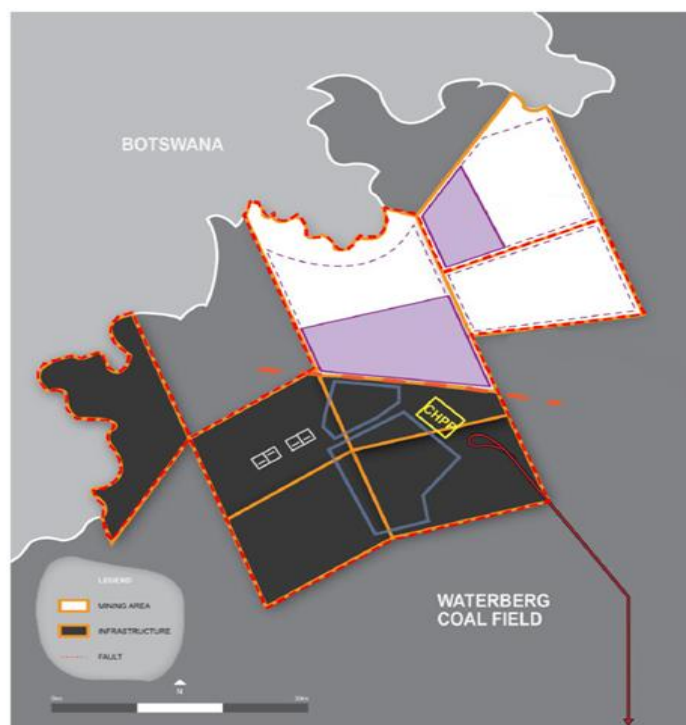 BOTSWANA
CHPP
WATERBERG
COAL FIELD
LEGEND
MINING AREA
INFRASTRUCTURE
FAULT
N